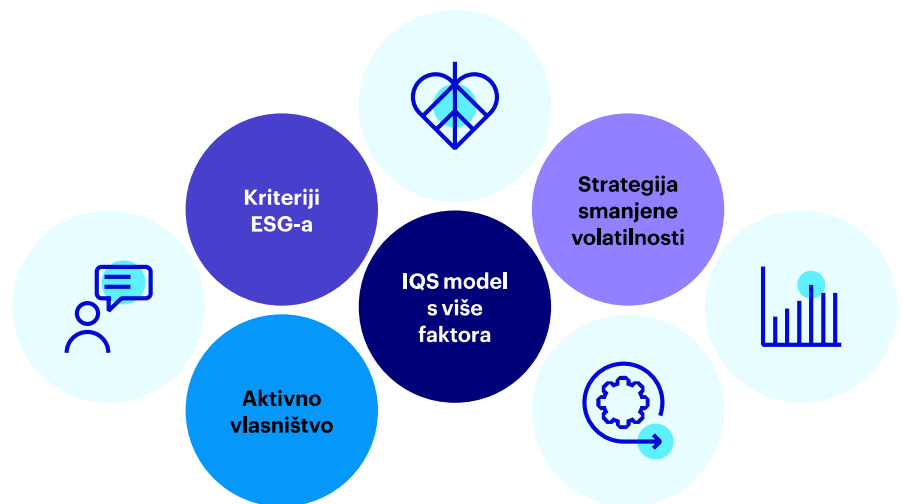 Kriteriji
ESG-a
Strategija
smanjene
volatilnosti
IQS model
s više
faktora
Aktivno
vlasništvo